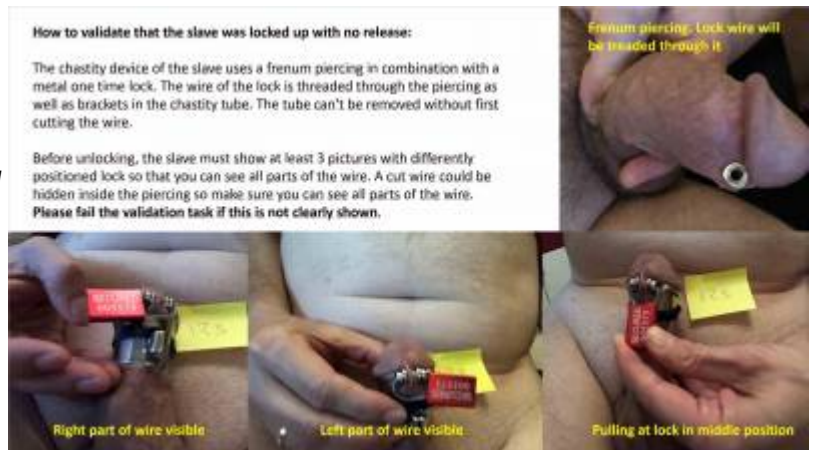 How to validate that the slave was locked up with no release:
The chastity device of the slave uses a frenum piercing in combination with a
metal one time lock. The wire of the lock is threaded through the piercing as
well as brackets in the chastity tube. The tube can't be removed without first
cutting the wire.
Before unlocking, the slave must show at least 3 pictures with differently
positioned lock so that you can see all parts of the wire. A cut wire could be
hidden inside the piercing so make sure you can see all parts of the wire.
Please fail the validation task if this is not clearly shown.
Frenum piercing. Lock wire will
be treaded through it
Right part of wire visible
Left part of wire visible
Pulling at lock in middle position